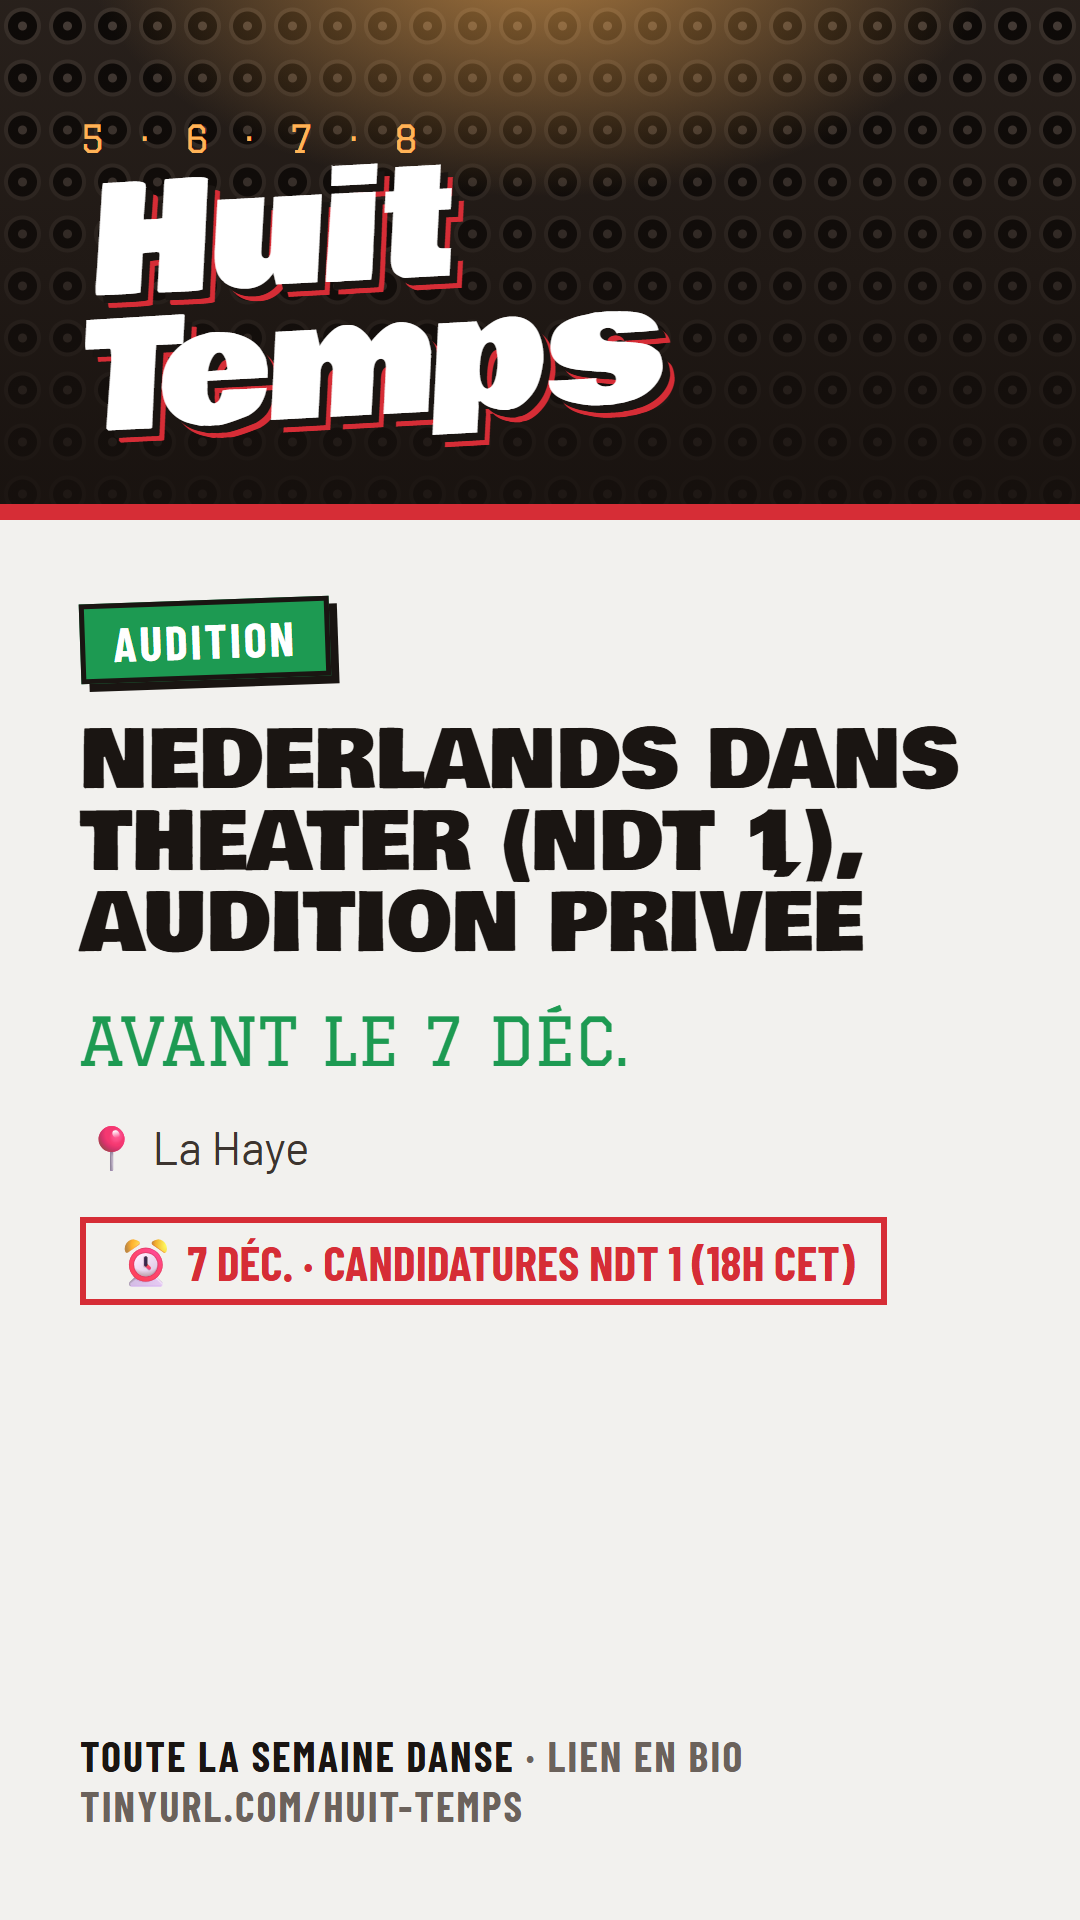 5 · 6 · 7 · 8
Huit
Temps
AUDITION
NEDERLANDS DANS
THEATER (NDT 1),
AUDITION PRIVÉE
AVANT LE 7 DÉC.
La Haye
7 DÉC. · CANDIDATURES NDT 1 (18H CET)
TOUTE LA SEMAINE DANSE · LIEN EN BIO
TINYURL.COM/HUIT-TEMPS